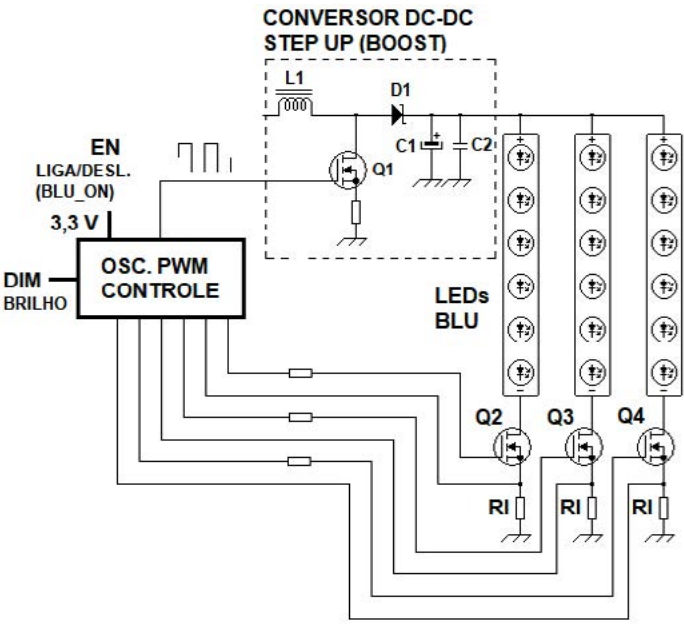 CONVERSOR DC-DC
STEP UP (BOOST)
L1
D1
EN
LIGA/DESL.
(BLU_ON)
3,3 V
C1
+
C2
Q1
+
+
+
DIM
BRILHO
OSC. PWM
CONTROLE
LEDs
BLU
-
-
-
Q2
Q3
Q4
RI
RI
RI